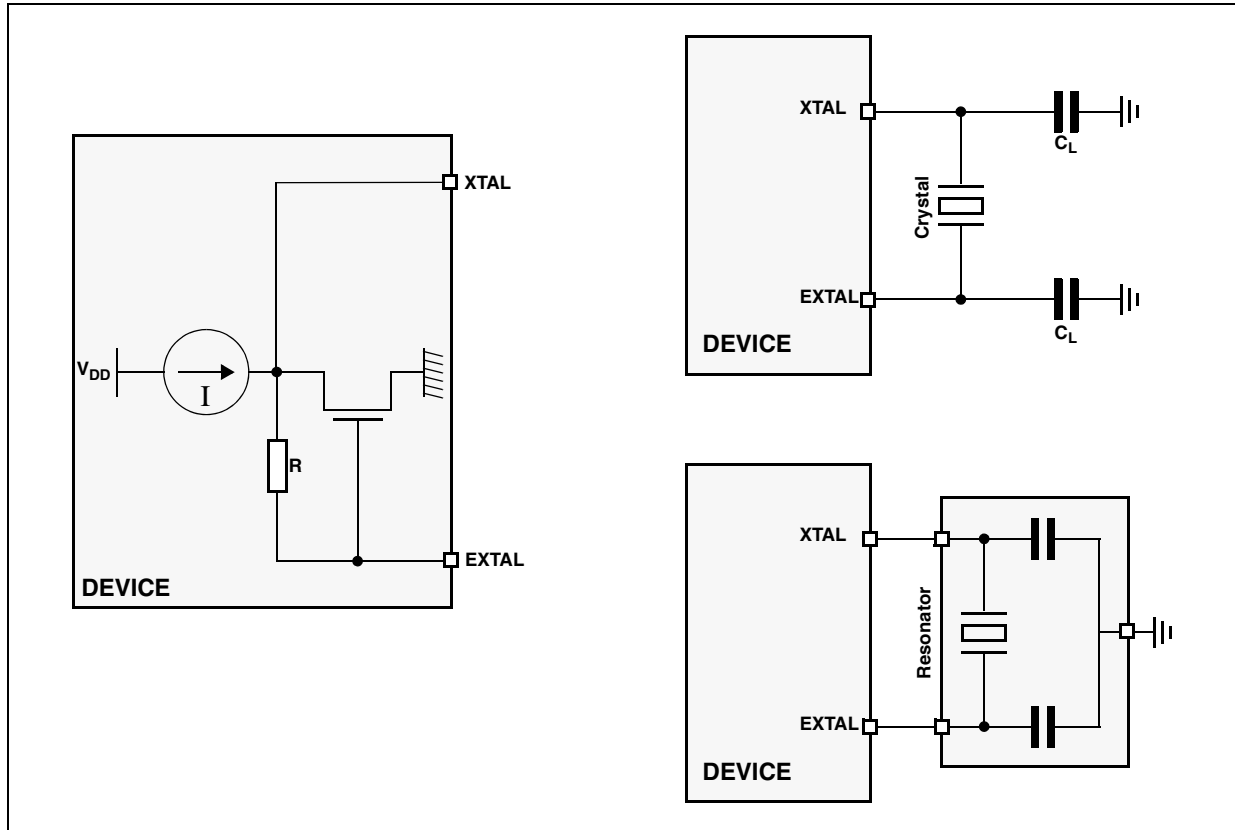 XTAL
V_DD
I
R
EXTAL
DEVICE
XTAL
C_L
Crystal
EXTAL
C_L
DEVICE
XTAL
Resonator
EXTAL
DEVICE